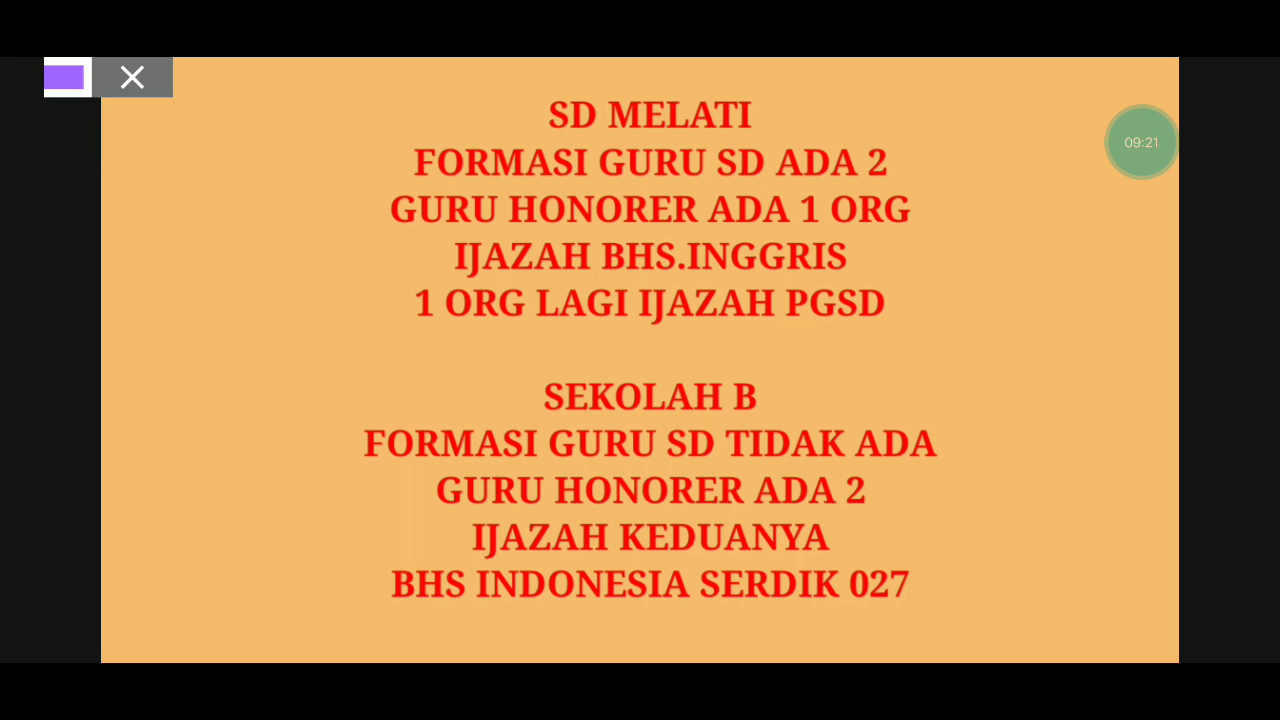 SD MELATI
09:21
FORMASI GURU SD ADA 2
GURU HONORER ADA 1 ORG
IJAZAH BHS.INGGRIS
1 ORG LAGI IJAZAH PGSD
SEKOLAH B
FORMASI GURU SD TIDAK ADA
GURU HONORER ADA 2
IJAZAH KEDUANYA
BHS INDONESIA SERDIK 027